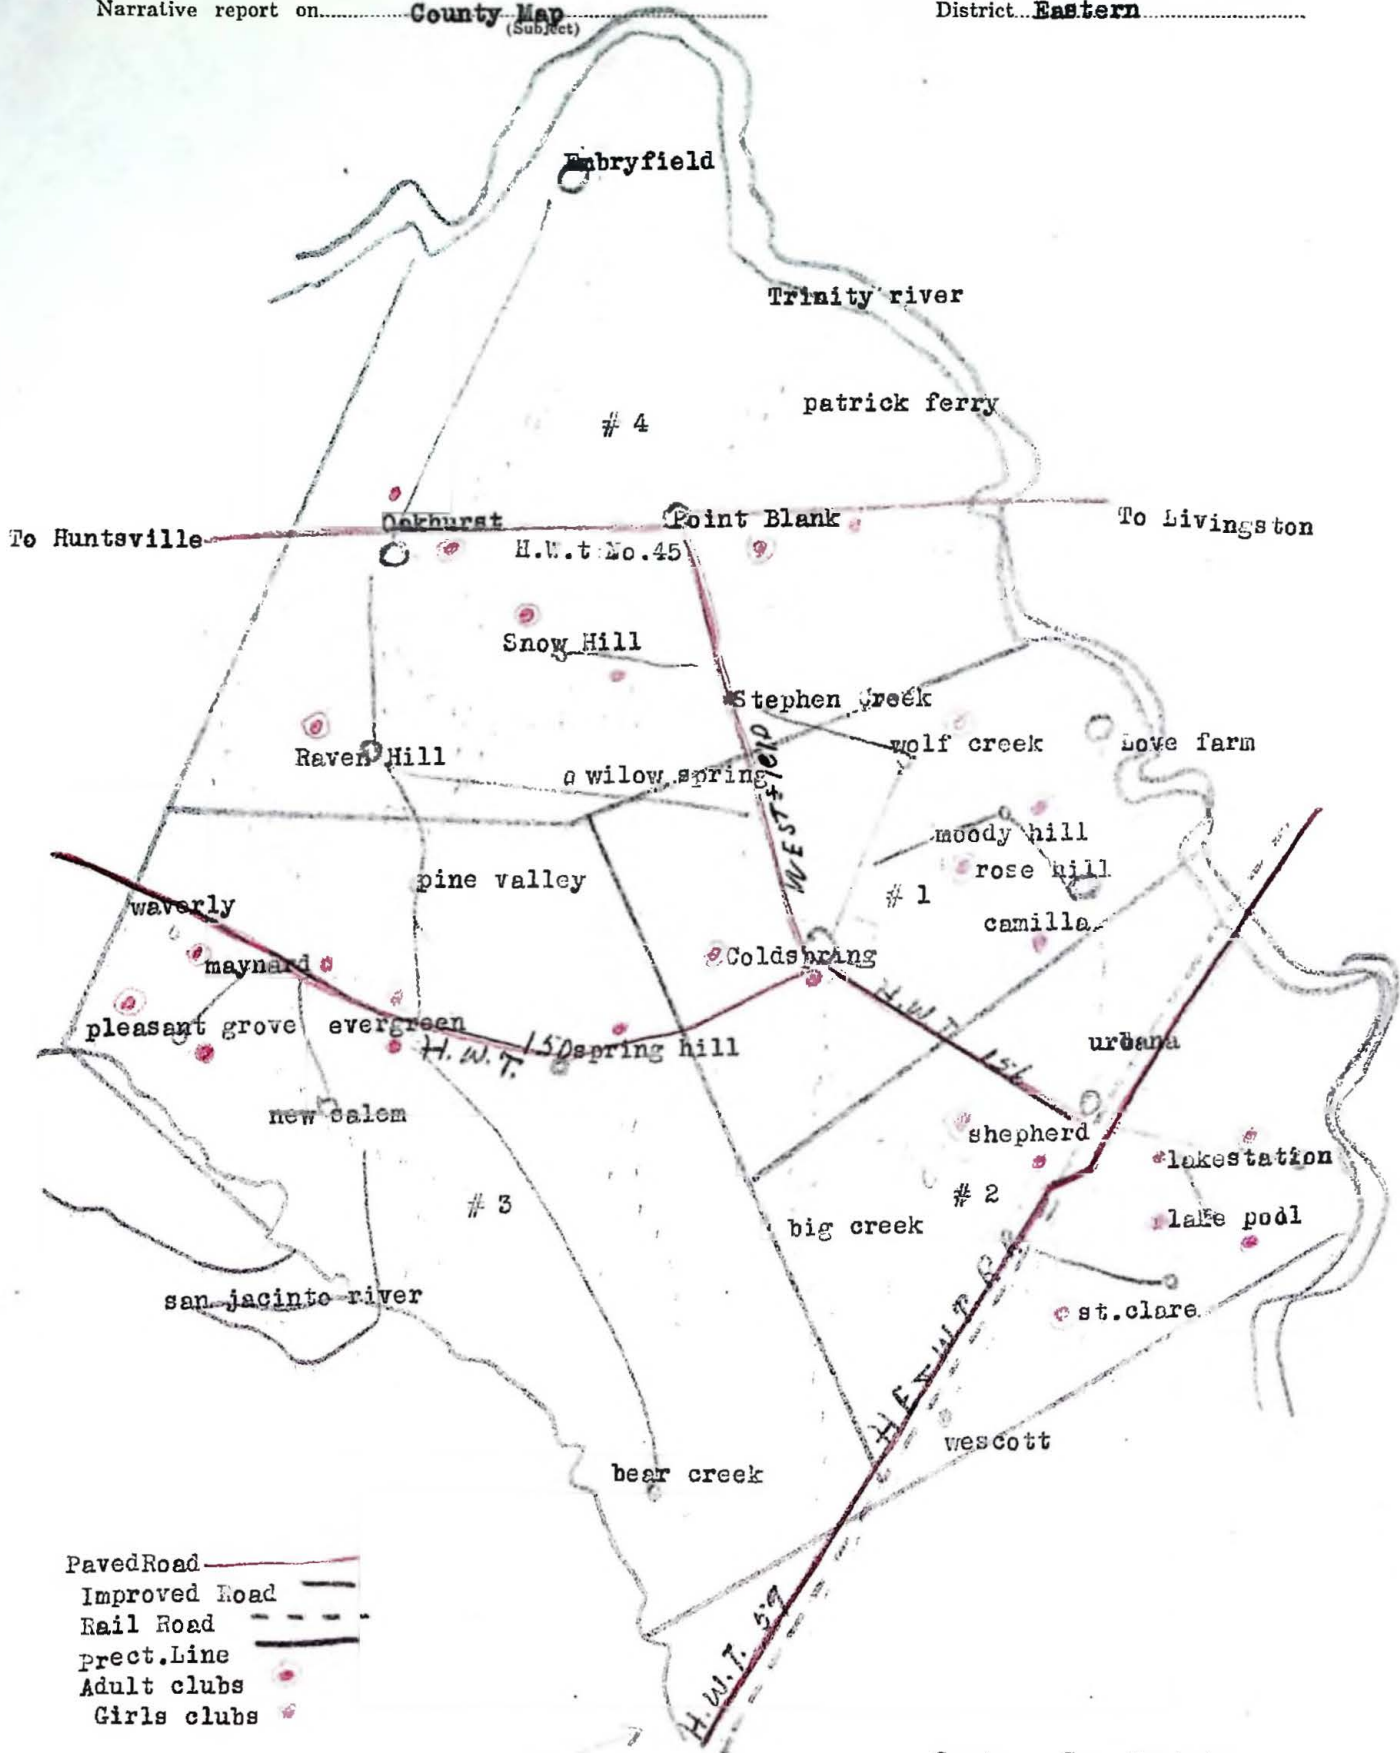 Narrative report on County Map District Eastern
(Subject)
Embryfield
Trinity river
patrick ferry
# 4
Oakhurst
Point Blank
To Huntsville
To Livingston
H.W.t No.45
Snow Hill
Stephen Creek
Raven Hill
wolf creek
Love farm
a wilow spring
WESTFIELD
moody hill
rose hill
pine valley
# 1
waverly
camilla
maynard
Coldspring
H.W.T 156
pleasant grove
evergreen
H.W.T. 150
spring hill
urbana
new salem
shepherd
lakestation
# 3
# 2
lake pool
big creek
san jacinto river
st.clare
H E & W T R R
wescott
bear creek
H.W.T. 59
PavedRoad
Improved Road
Rail Road
prect.Line
Adult clubs
Girls clubs